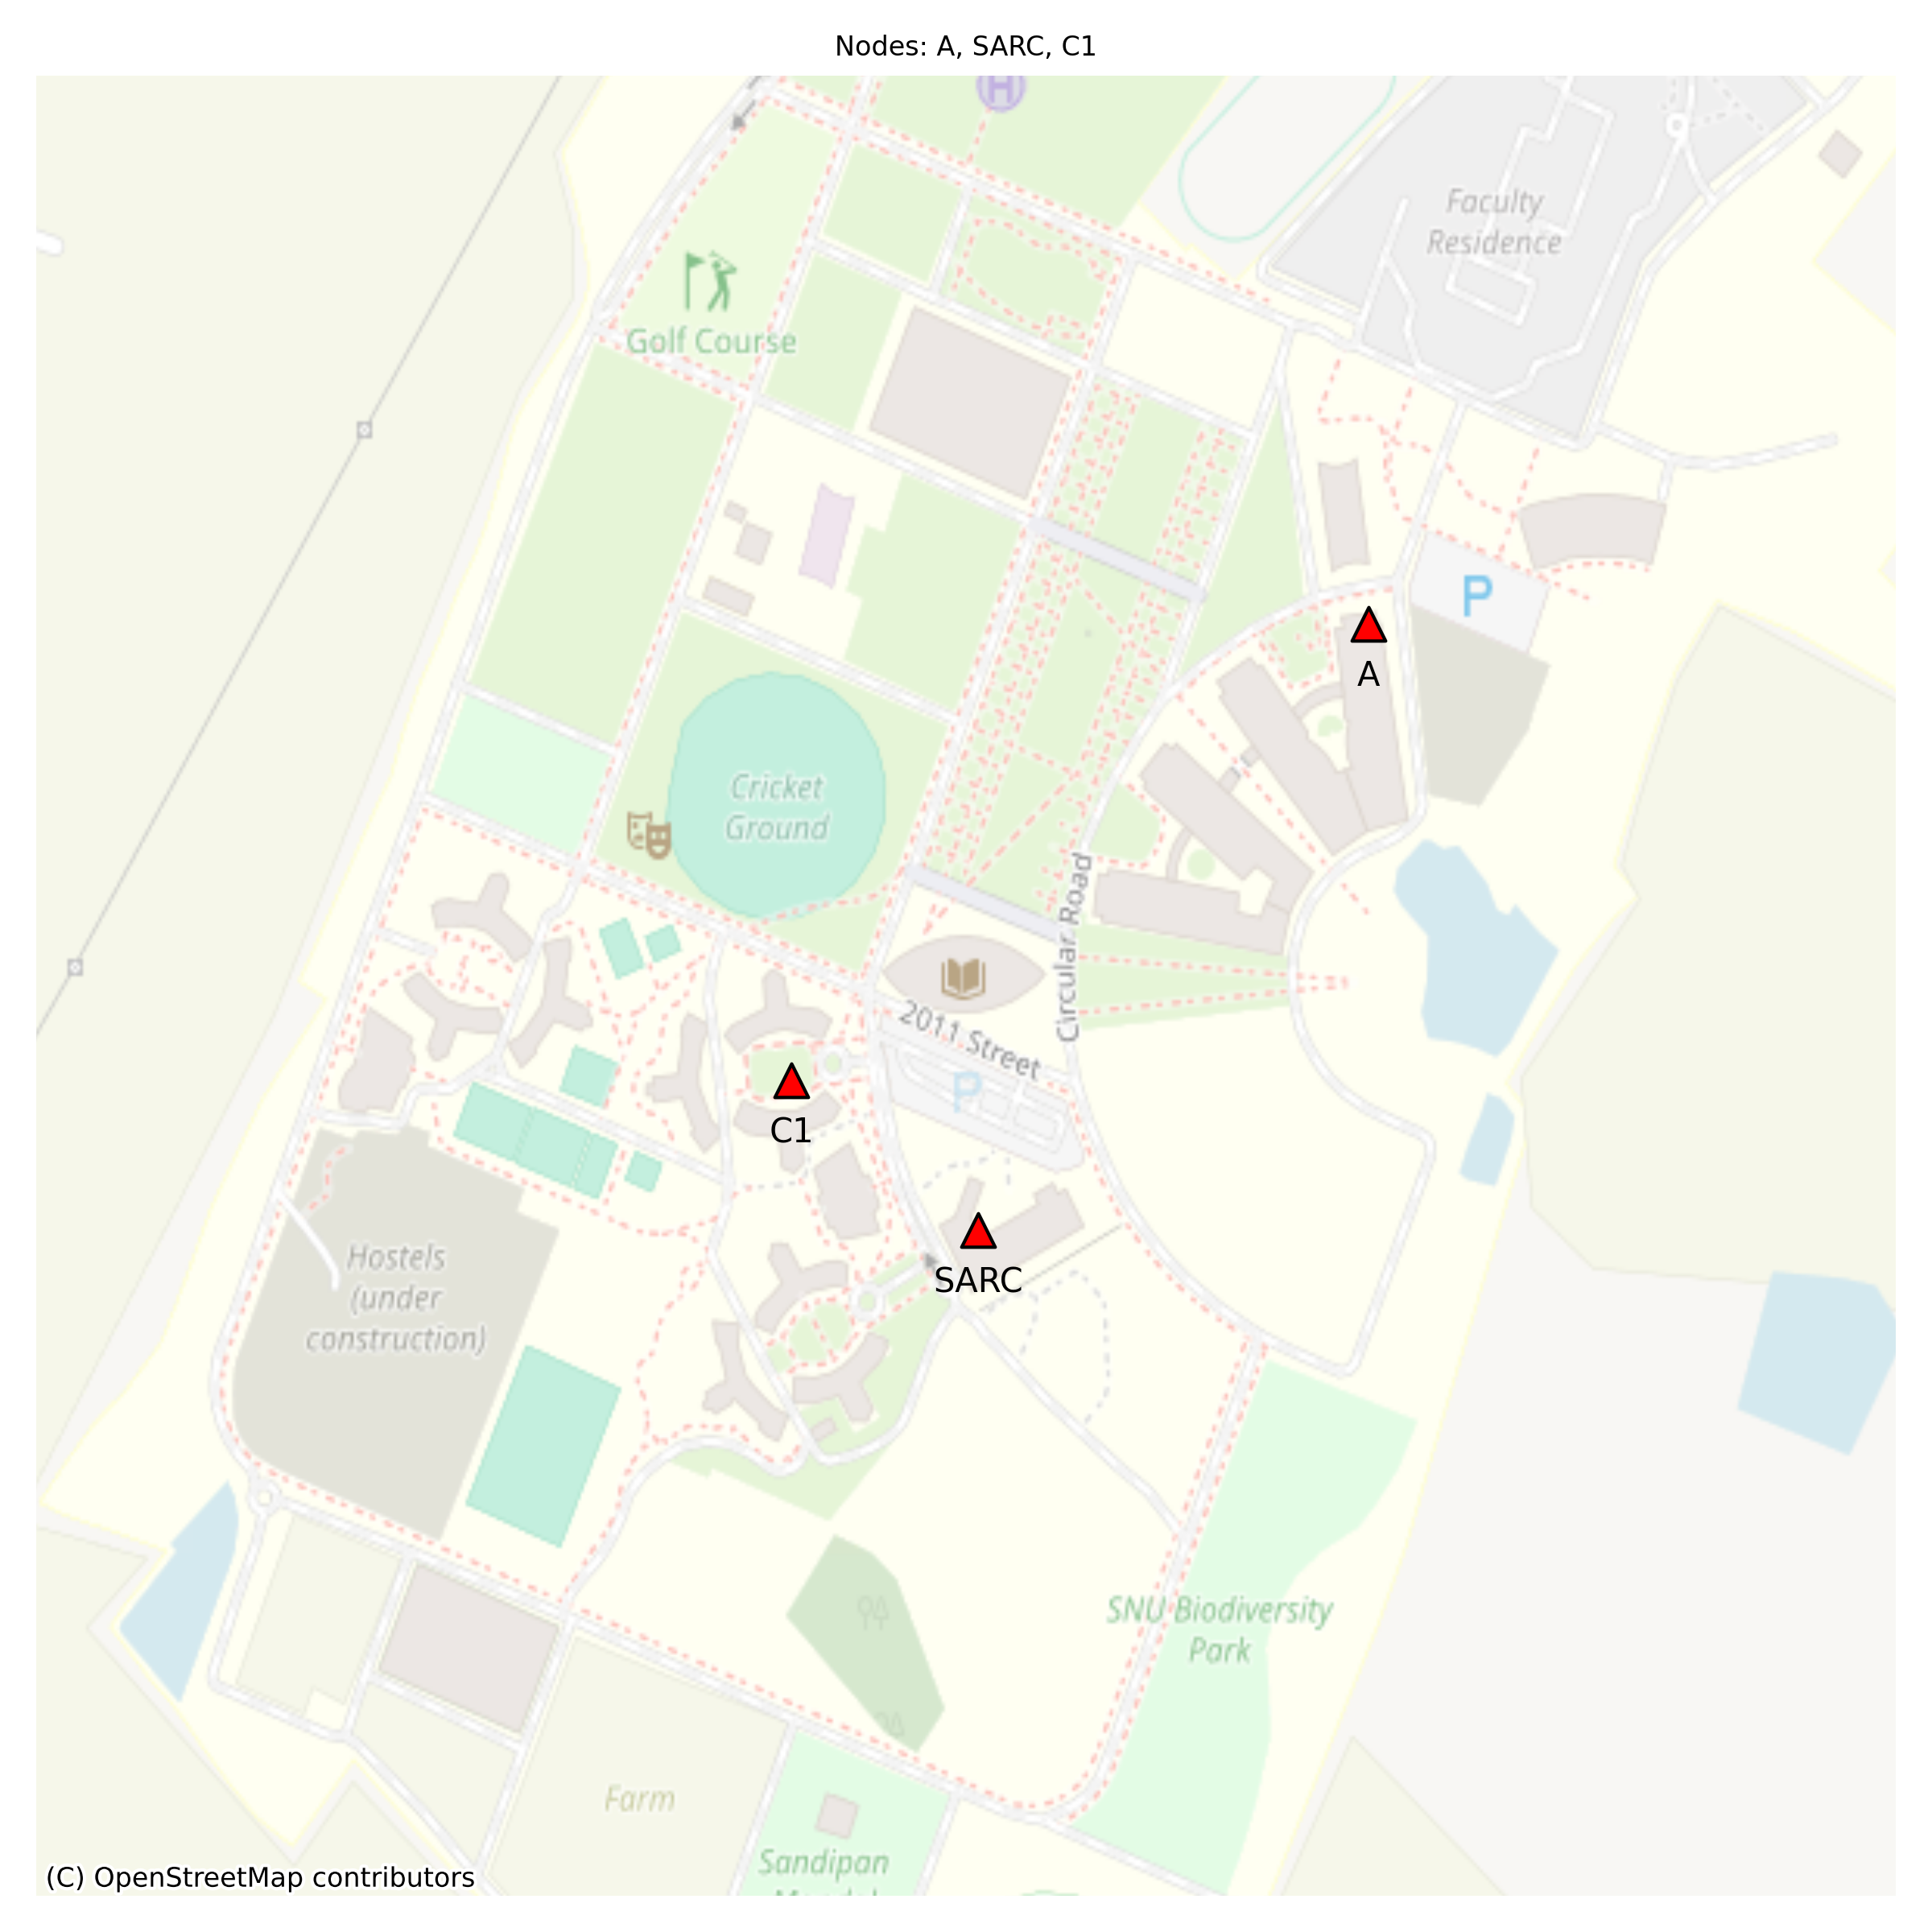 Nodes: A, SARC, C1
H
Faculty
Residence
Golf Course
P
A
Cricket
Ground
Circular Road
2011 Street
P
C1
SARC
Hostels
(under
construction)
SNU Biodiversity
Park
Farm
Sandipan
(C) OpenStreetMap contributors